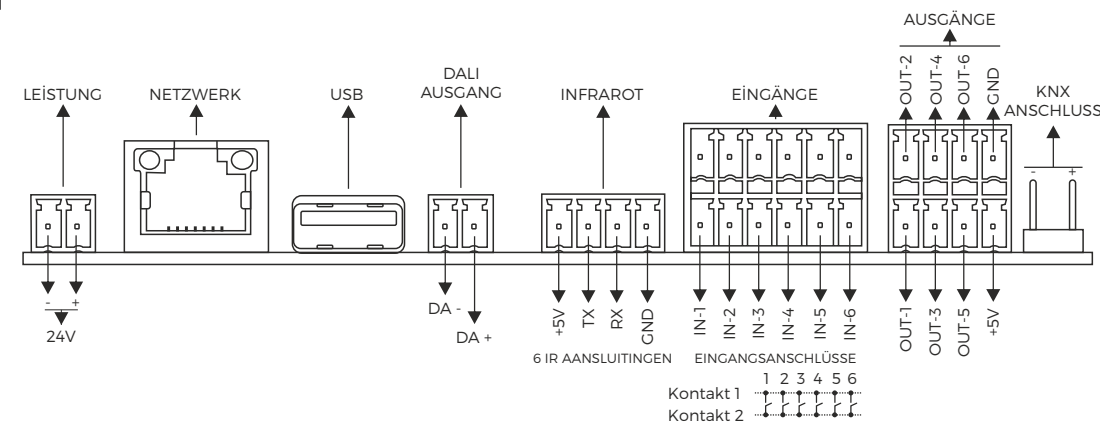 AUSGÄNGE
OUT-2
OUT-4
OUT-6
GND
LEİSTUNG
NETZWERK
USB
DALI
AUSGANG
INFRAROT
EİNGÄNGE
KNX
ANSCHLUSS
- +
- +
24V
DA -
DA +
+5V
TX
RX
GND
6 IR AANSLUITINGEN
IN-1
IN-2
IN-3
IN-4
IN-5
IN-6
EINGANGSANSCHLÜSSE
OUT-1
OUT-3
OUT-5
+5V
1 2 3 4 5 6
Kontakt 1
Kontakt 2